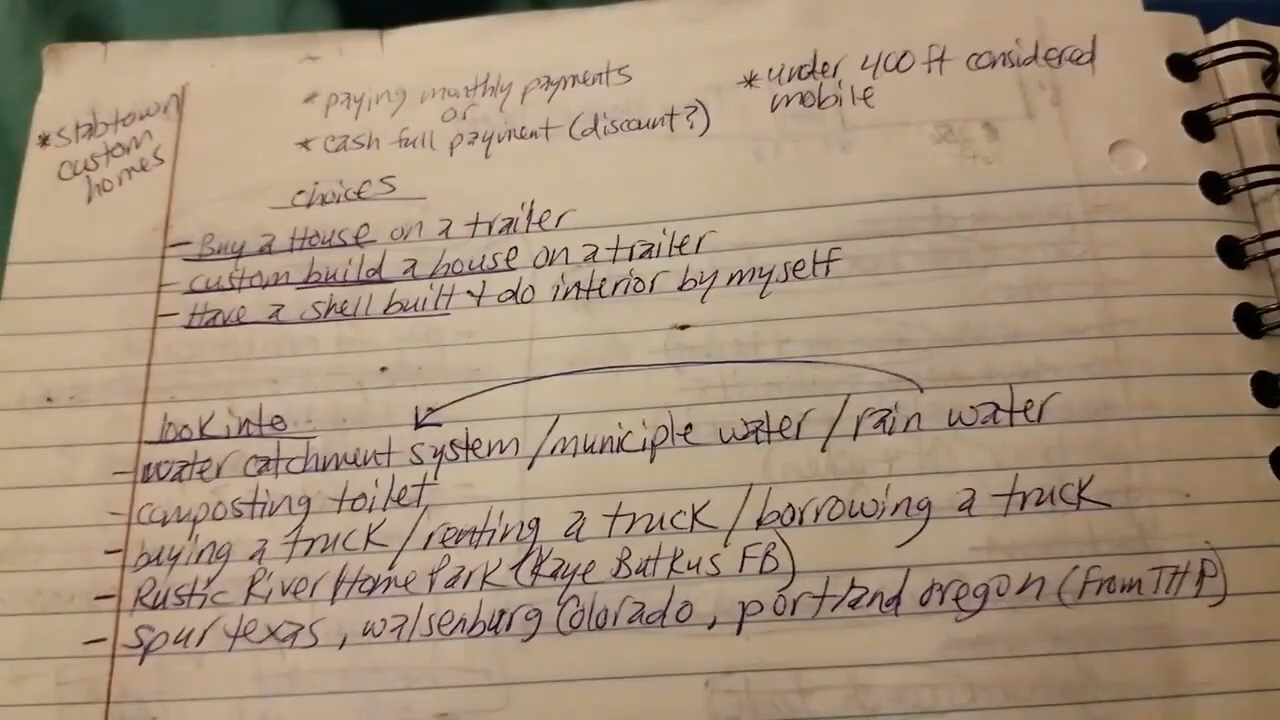 *slabtown
custom
homes
*paying monthly payments
or
*cash full payment (discount?)
*under 400 ft considered
mobile
choices
- Buy a House on a trailer
- custom build a house on a trailer
- Have a shell built + do interior by myself
look into...
- water catchment system/municiple water/rain water
- composting toilet
- buying a truck/renting a truck/borrowing a truck
- Rustic River Home Park (Kaye Butkus FB)
- spur texas, walsenburg Colorado, portland oregon (from THP)